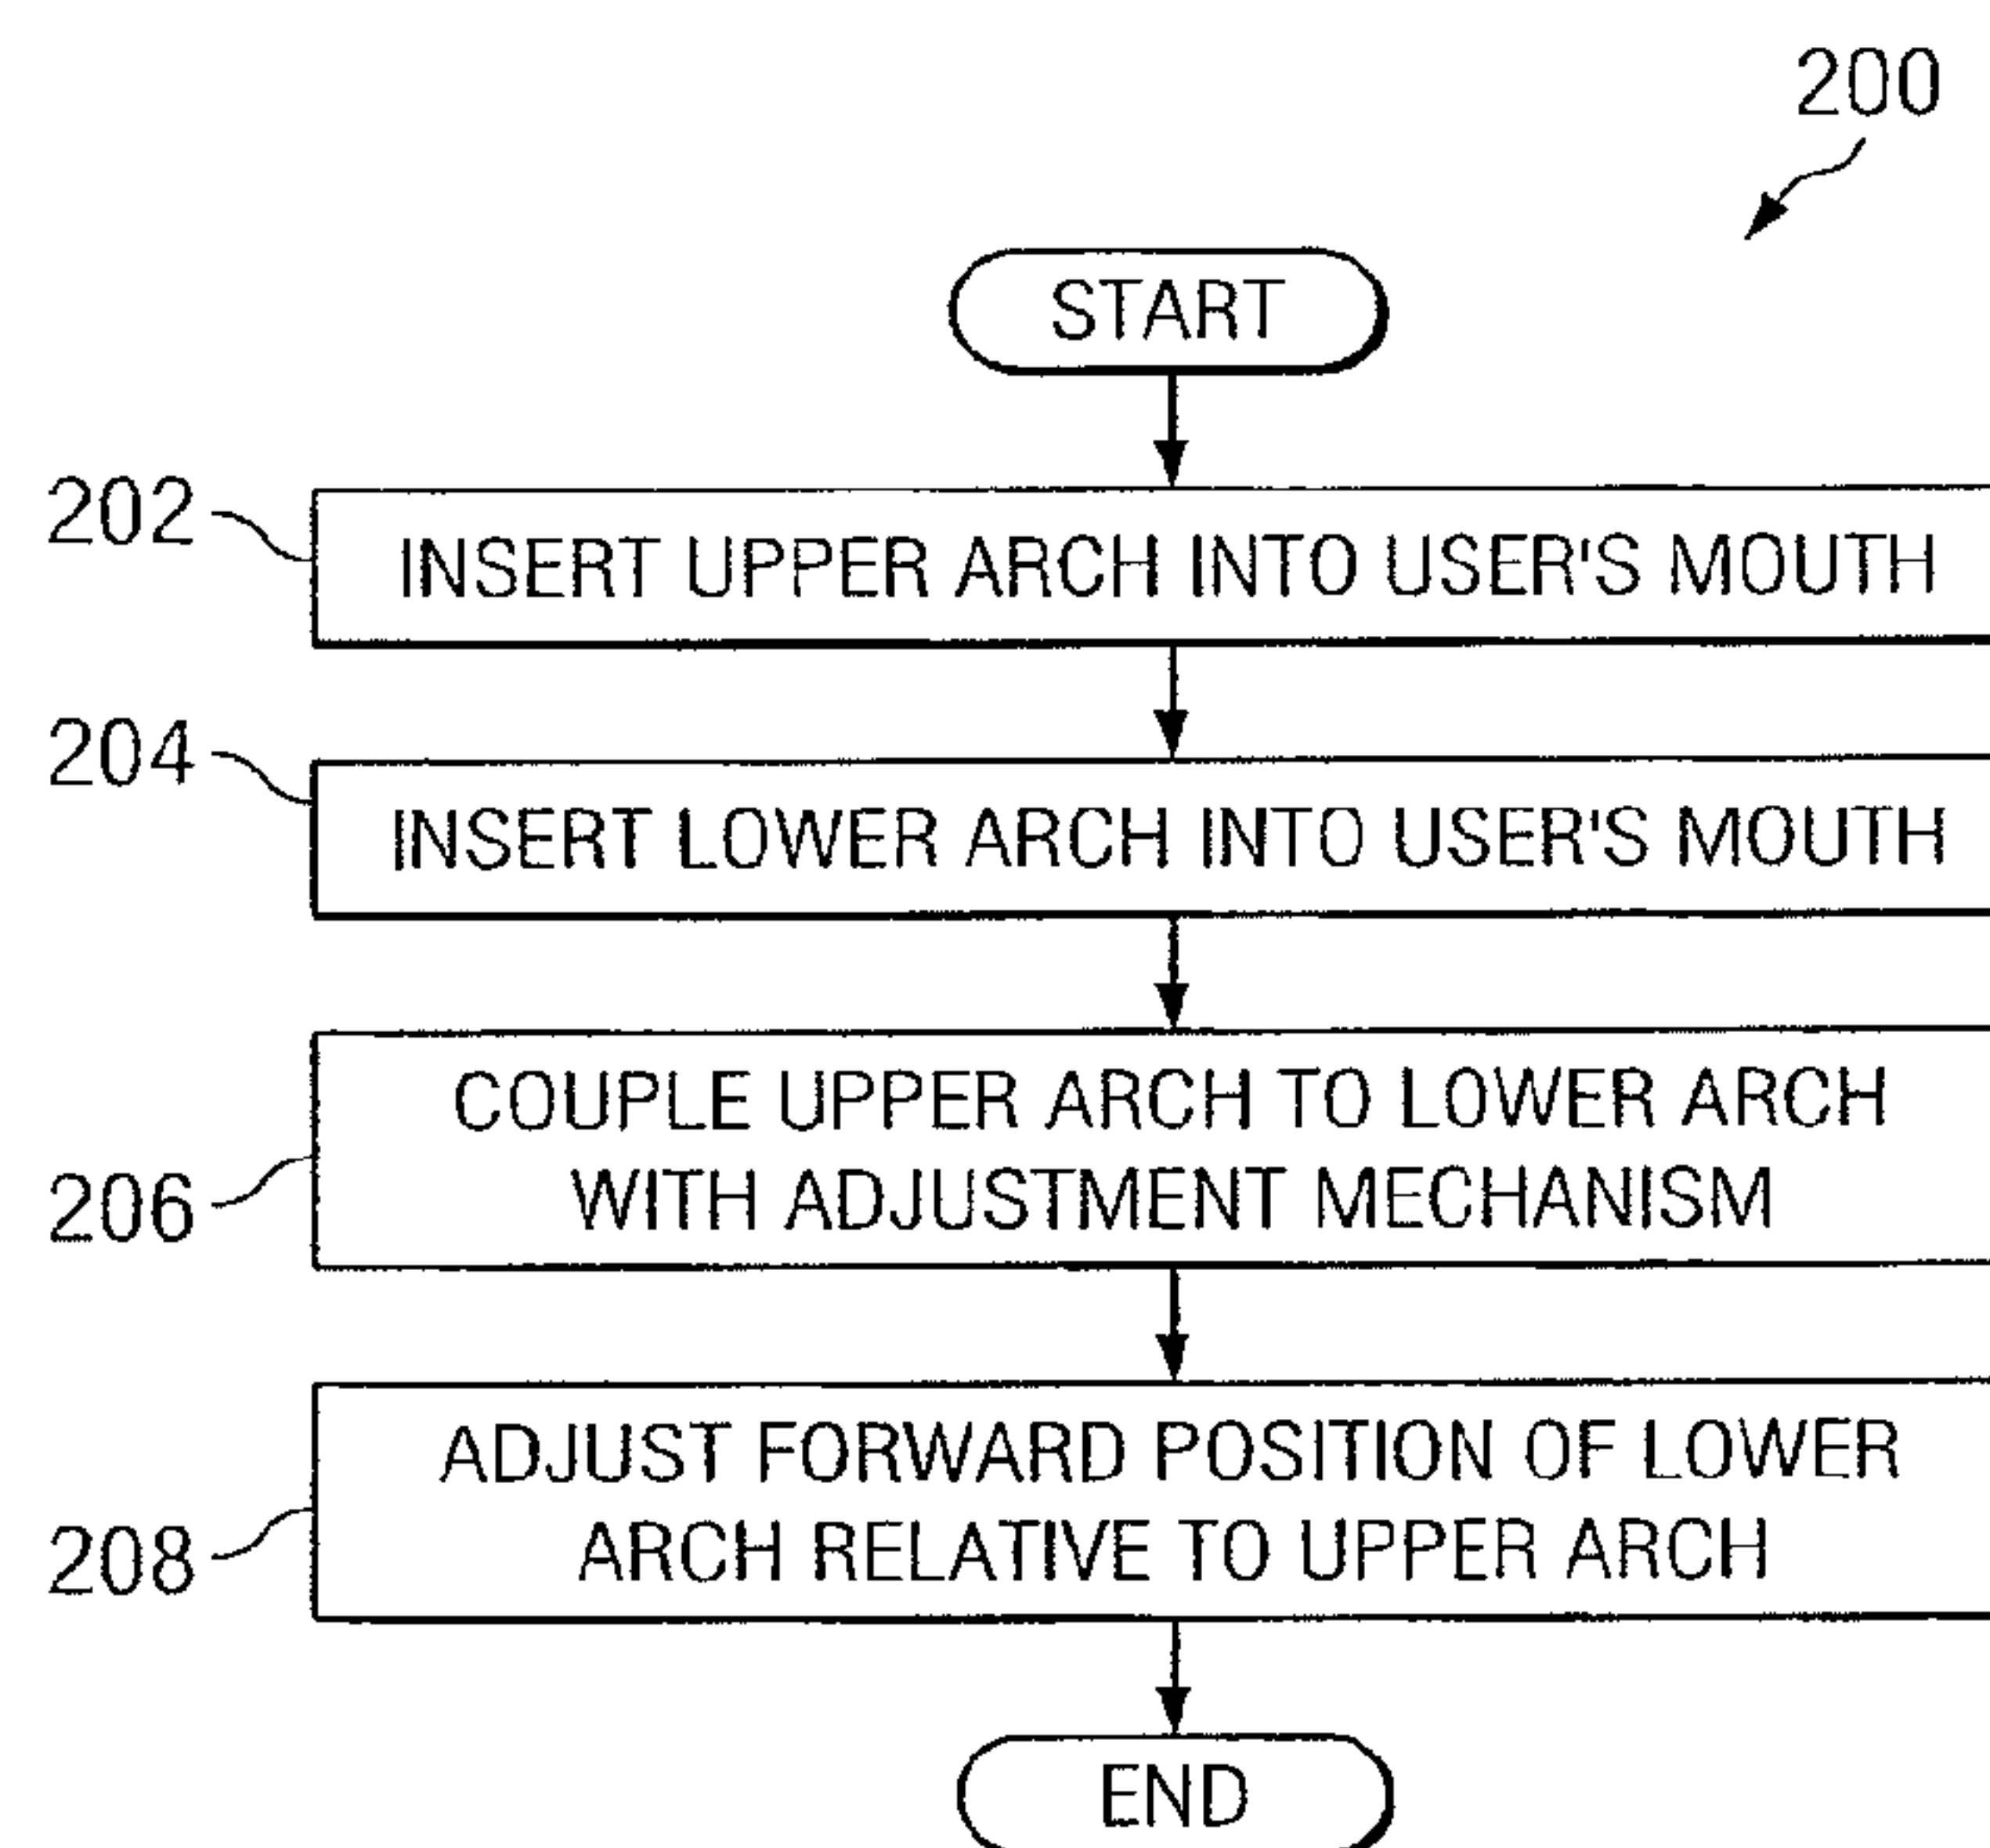 200
START
202
INSERT UPPER ARCH INTO USER'S MOUTH
204
INSERT LOWER ARCH INTO USER'S MOUTH
206
COUPLE UPPER ARCH TO LOWER ARCH
WITH ADJUSTMENT MECHANISM
208
ADJUST FORWARD POSITION OF LOWER
ARCH RELATIVE TO UPPER ARCH
END